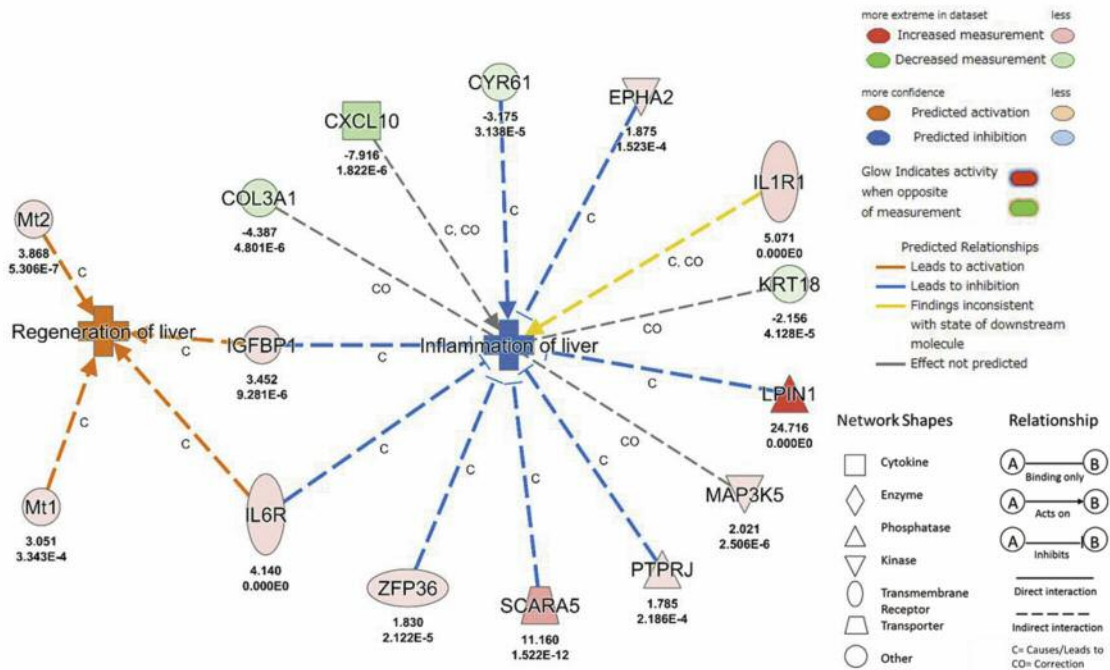 CYR61
-3.175
3.138E-5
EPHA2
1.875
1.523E-4
CXCL10
-7.916
1.822E-6
IL1R1
5.071
0.000E0
COL3A1
-4.387
4.801E-6
Mt2
3.868
5.306E-7
KRT18
-2.156
4.128E-5
Regeneration of liver
IGFBP1
3.452
9.281E-6
Inflammation of liver
LPIN1
24.716
0.000E0
Mt1
3.051
3.343E-4
IL6R
4.140
0.000E0
MAP3K5
2.021
2.506E-6
ZFP36
1.830
2.122E-5
SCARA5
11.160
1.522E-12
PTPRJ
1.785
2.186E-4
C
C
C
C
C, CO
CO
C
C
C, CO
CO
C
C
CO
C
C
C
C
more extreme in dataset less
Increased measurement
Decreased measurement
more confidence less
Predicted activation
Predicted inhibition
Glow Indicates activity
when opposite
of measurement
Predicted Relationships
Leads to activation
Leads to inhibition
Findings inconsistent
with state of downstream
molecule
Effect not predicted
Network Shapes
Cytokine
Enzyme
Phosphatase
Kinase
Transmembrane
Receptor
Transporter
Other
Relationship
A B
Binding only
A B
Acts on
A B
Inhibits
Direct interaction
Indirect interaction
C= Causes/Leads to
CO= Correction